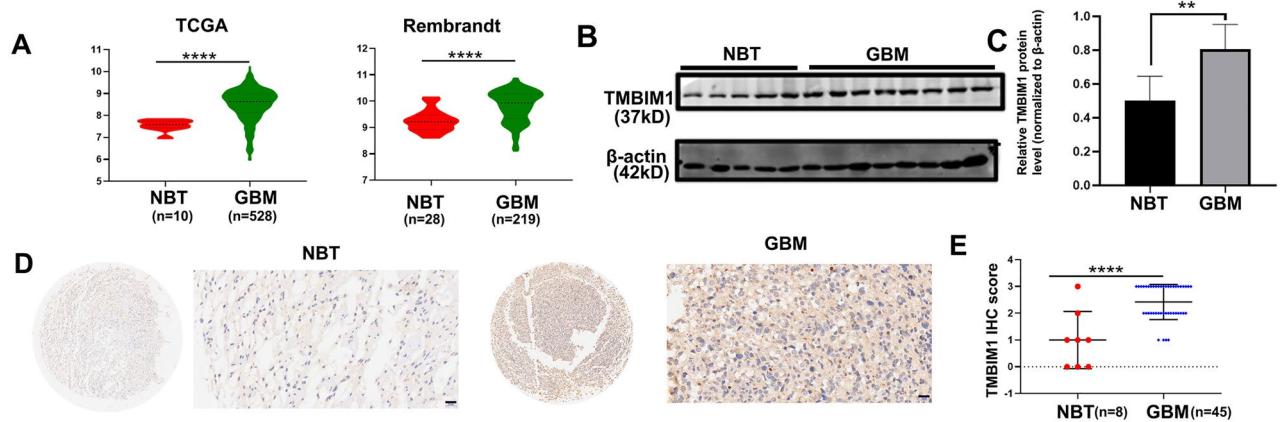 A
TCGA
11
10
9
8
7
6
5
****
NBT
(n=10)
GBM
(n=528)
Rembrandt
12
11
10
9
8
7
****
NBT
(n=28)
GBM
(n=219)
B
NBT
GBM
TMBIM1
(37kD)
β-actin
(42kD)
C
Relative TMBIM1 protein
level (normalized to β-actin)
1.0
0.8
0.6
0.4
0.2
0.0
**
NBT
GBM
D
NBT
GBM
E
TMBIM1 IHC score
4
3
2
1
0
-1
****
NBT(n=8)
GBM(n=45)